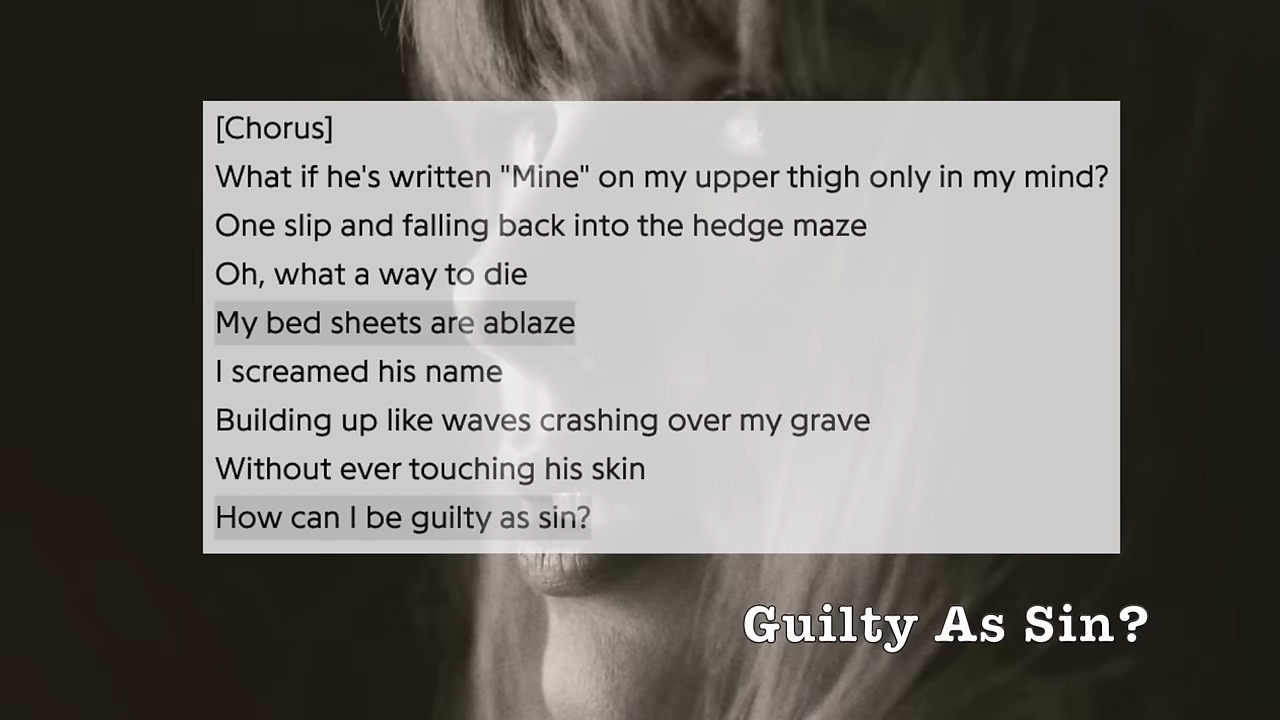 [Chorus]
What if he's written "Mine" on my upper thigh only in my mind?
One slip and falling back into the hedge maze
Oh, what a way to die
My bed sheets are ablaze
I screamed his name
Building up like waves crashing over my grave
Without ever touching his skin
How can I be guilty as sin?
Guilty As Sin?